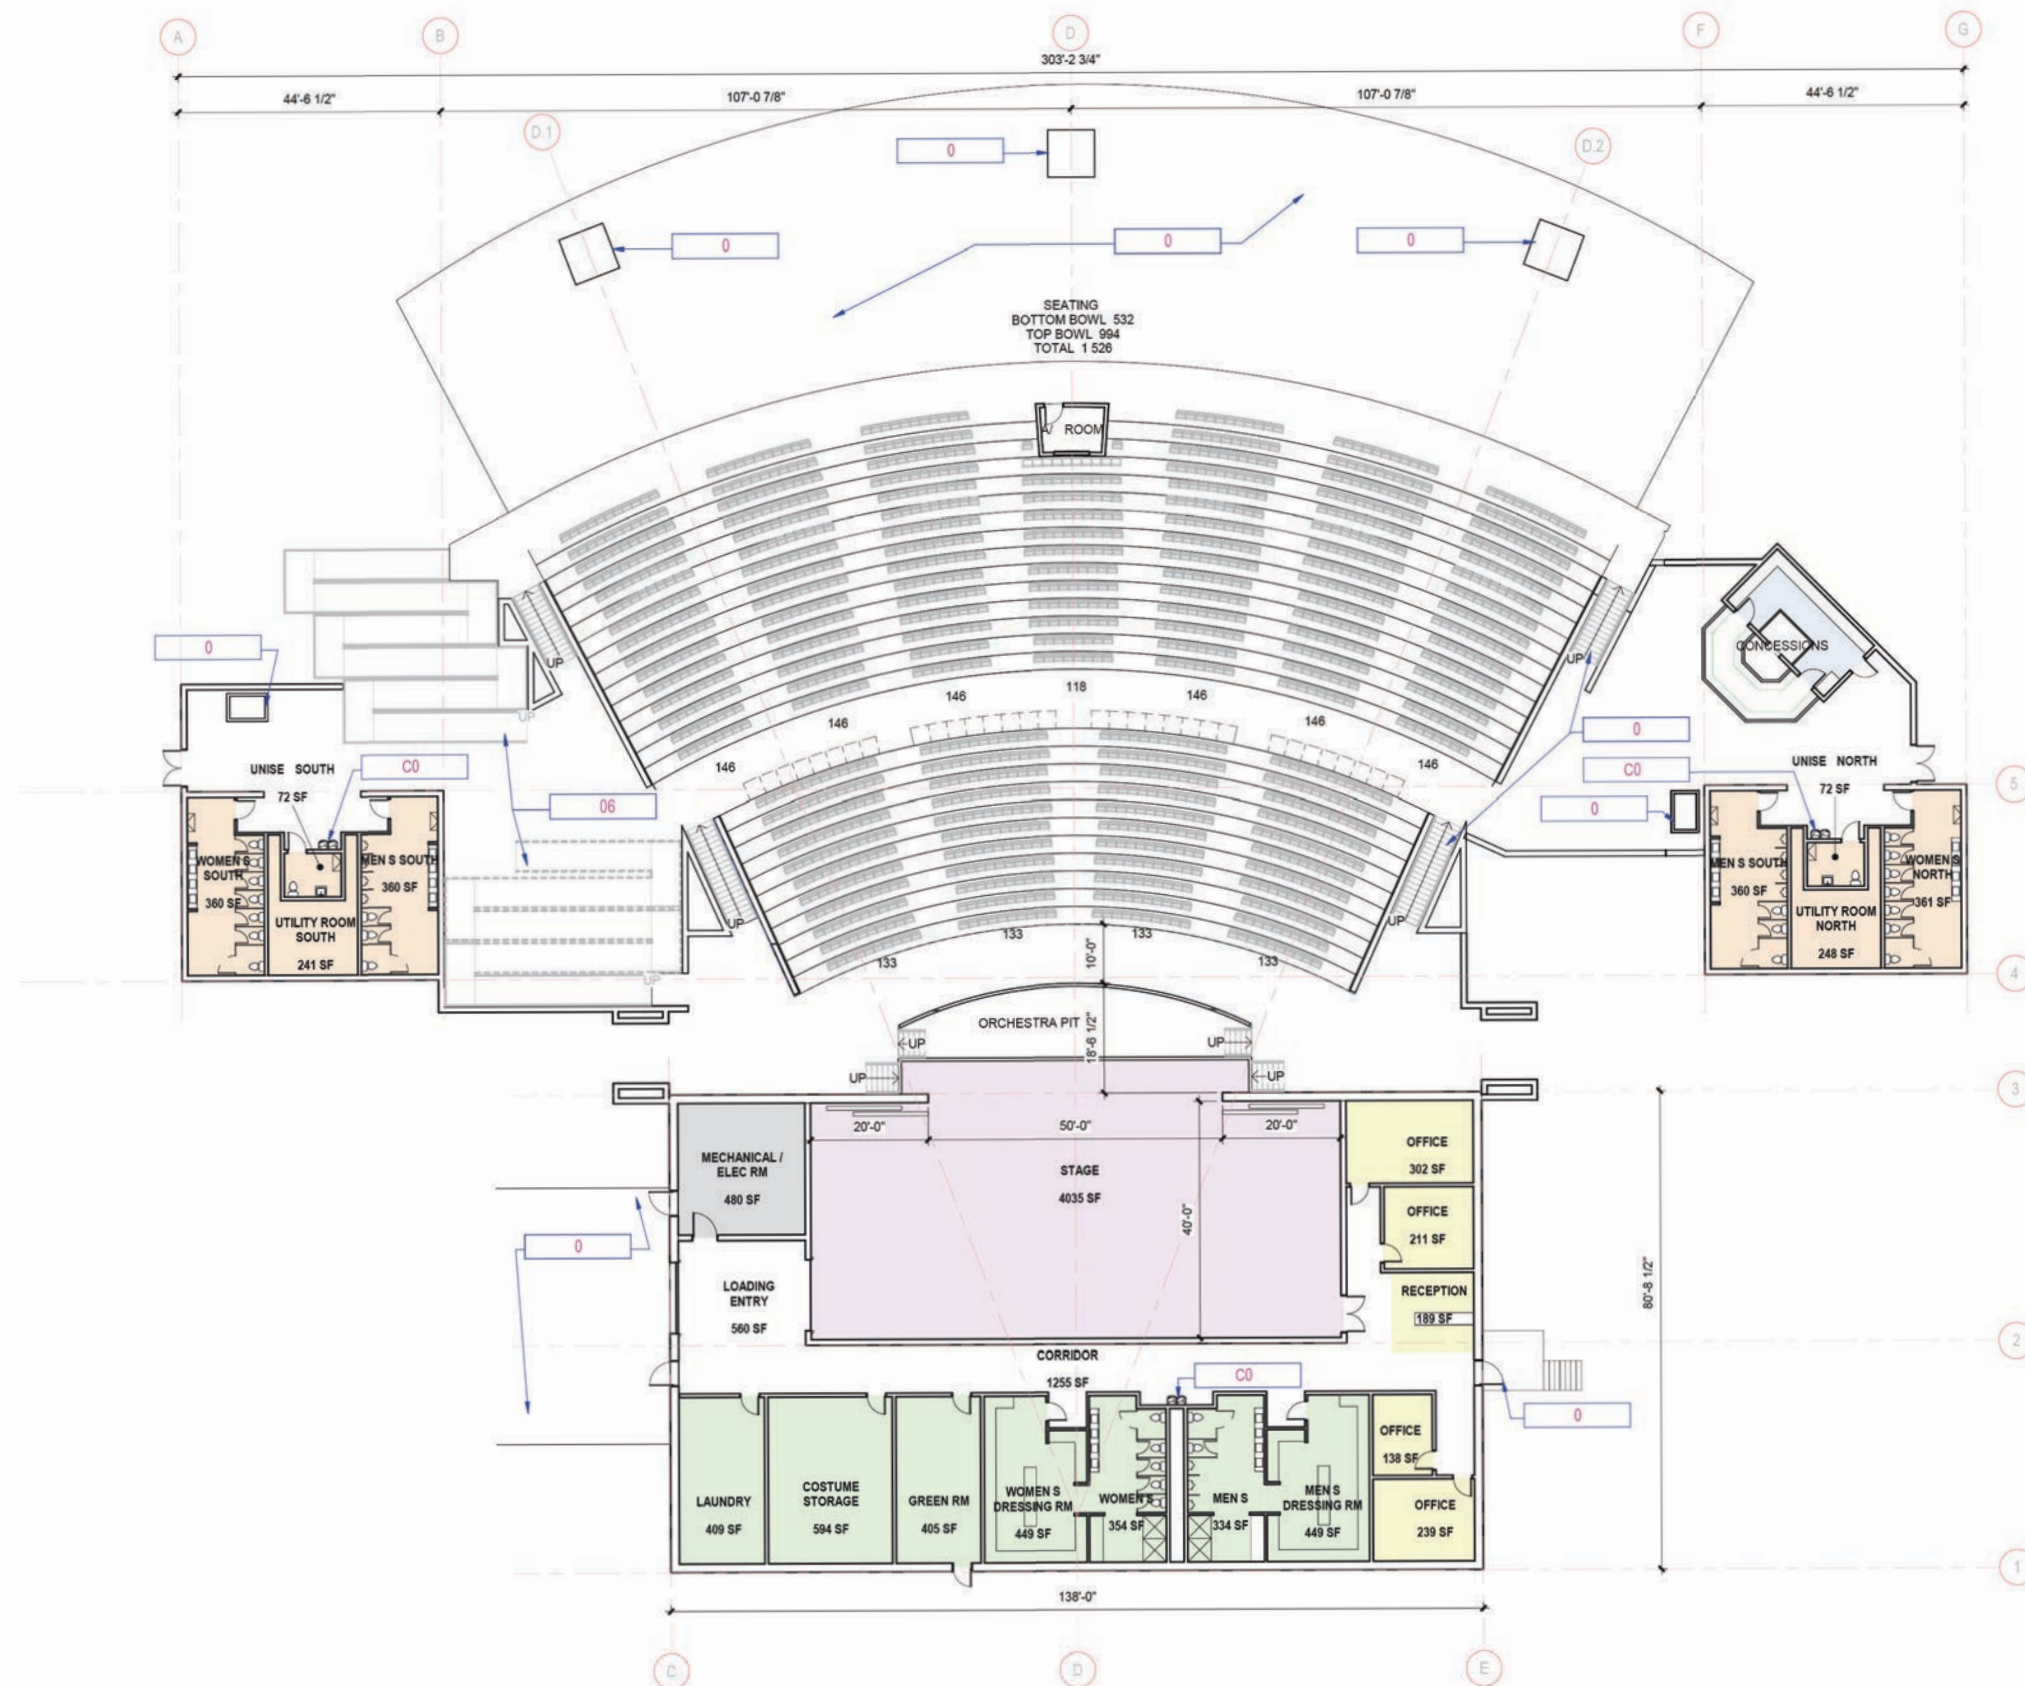 A
B
D
F
G
303'-2 3/4"
44'-6 1/2"
107'-0 7/8"
107'-0 7/8"
44'-6 1/2"
D.1
D.2
0
0
0
0
SEATING
BOTTOM BOWL 532
TOP BOWL 994
TOTAL 1 526
ROOM
UP
UP
0
CONCESSIONS
146
146
118
146
146
146
146
UP
0
UNISE SOUTH
72 SF
C0
06
C0
0
UNISE NORTH
72 SF
5
WOMEN S
SOUTH
360 SF
MEN S SOUTH
360 SF
UTILITY ROOM
SOUTH
241 SF
MEN S SOUTH
360 SF
WOMEN S
NORTH
361 SF
UTILITY ROOM
NORTH
248 SF
UP
UP
UP
133
133
133
133
10'-0"
4
ORCHESTRA PIT
18'-6 1/2"
UP
UP
UP
UP
3
20'-0"
50'-0"
20'-0"
MECHANICAL /
ELEC RM
480 SF
STAGE
4035 SF
40'-0"
OFFICE
302 SF
OFFICE
211 SF
0
LOADING
ENTRY
560 SF
RECEPTION
189 SF
80'-8 1/2"
2
CORRIDOR
1255 SF
C0
0
OFFICE
138 SF
LAUNDRY
409 SF
COSTUME
STORAGE
594 SF
GREEN RM
405 SF
WOMEN S
DRESSING RM
449 SF
WOMEN S
354 SF
MEN S
334 SF
MEN S
DRESSING RM
449 SF
OFFICE
239 SF
1
138'-0"
C
D
E